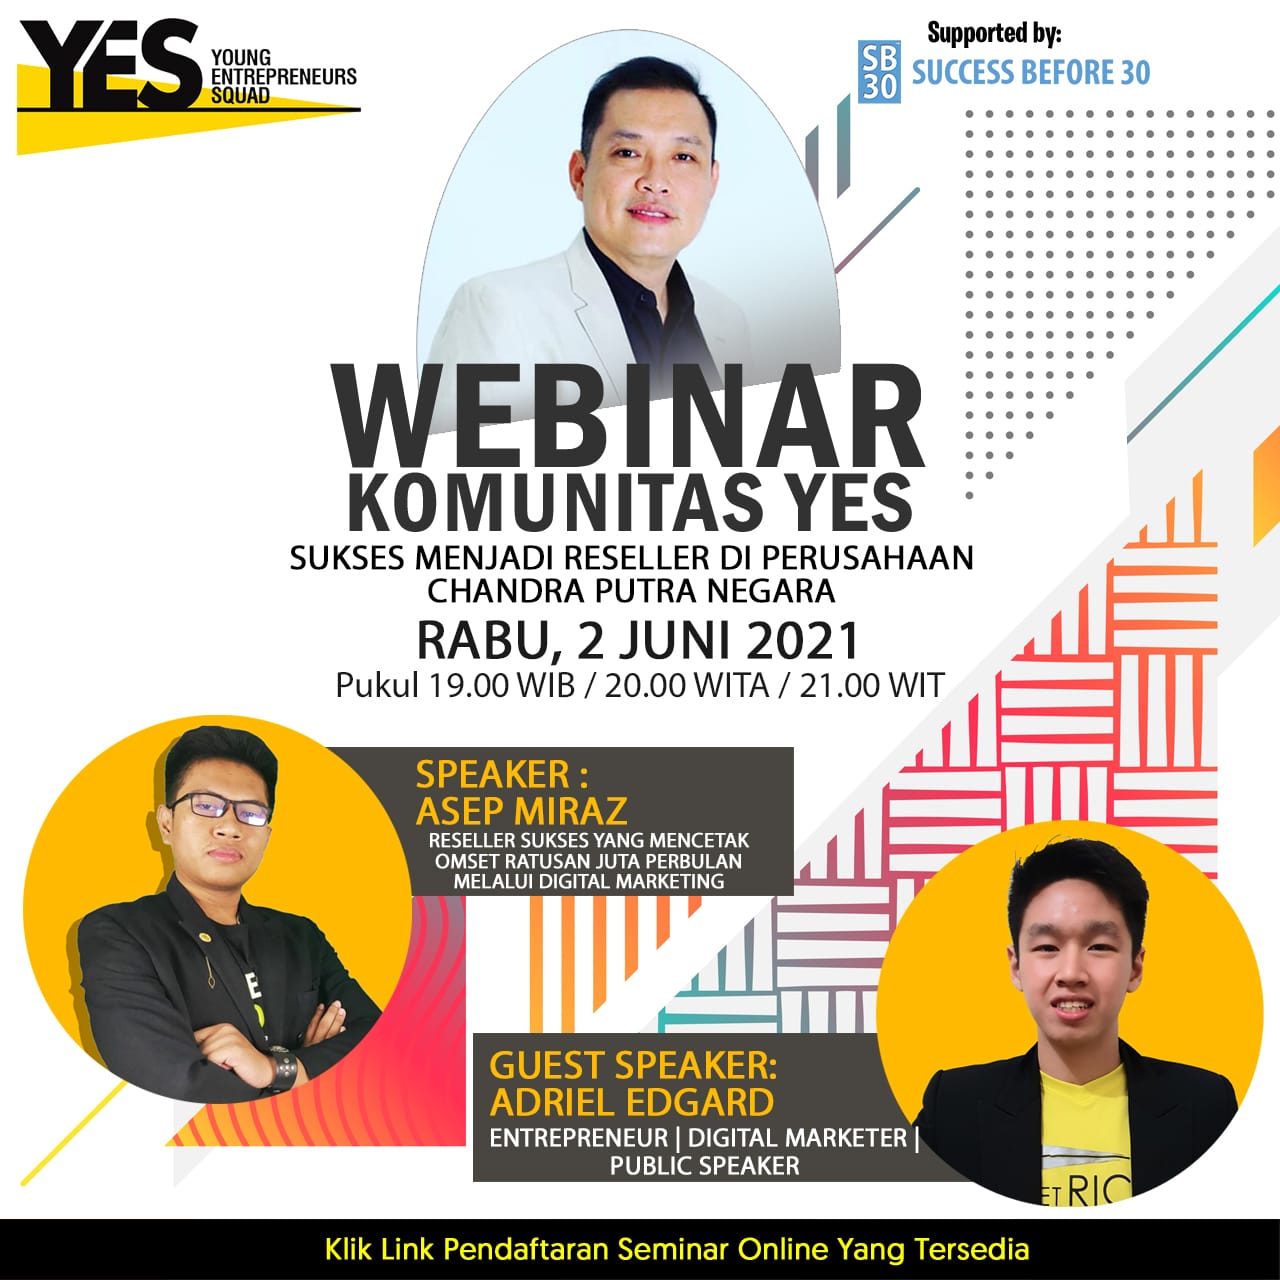 YES
YOUNG
ENTREPRENEURS
SQUAD
Supported by:
SB
30
SUCCESS BEFORE 30
WEBINAR
KOMUNITAS YES
SUKSES MENJADI RESELLER DI PERUSAHAAN
CHANDRA PUTRA NEGARA
RABU, 2 JUNI 2021
Pukul 19.00 WIB / 20.00 WITA / 21.00 WIT
SPEAKER :
ASEP MIRAZ
RESELLER SUKSES YANG MENCETAK
OMSET RATUSAN JUTA PERBULAN
MELALUI DIGITAL MARKETING
GUEST SPEAKER:
ADRIEL EDGARD
ENTREPRENEUR | DIGITAL MARKETER |
PUBLIC SPEAKER
Klik Link Pendaftaran Seminar Online Yang Tersedia